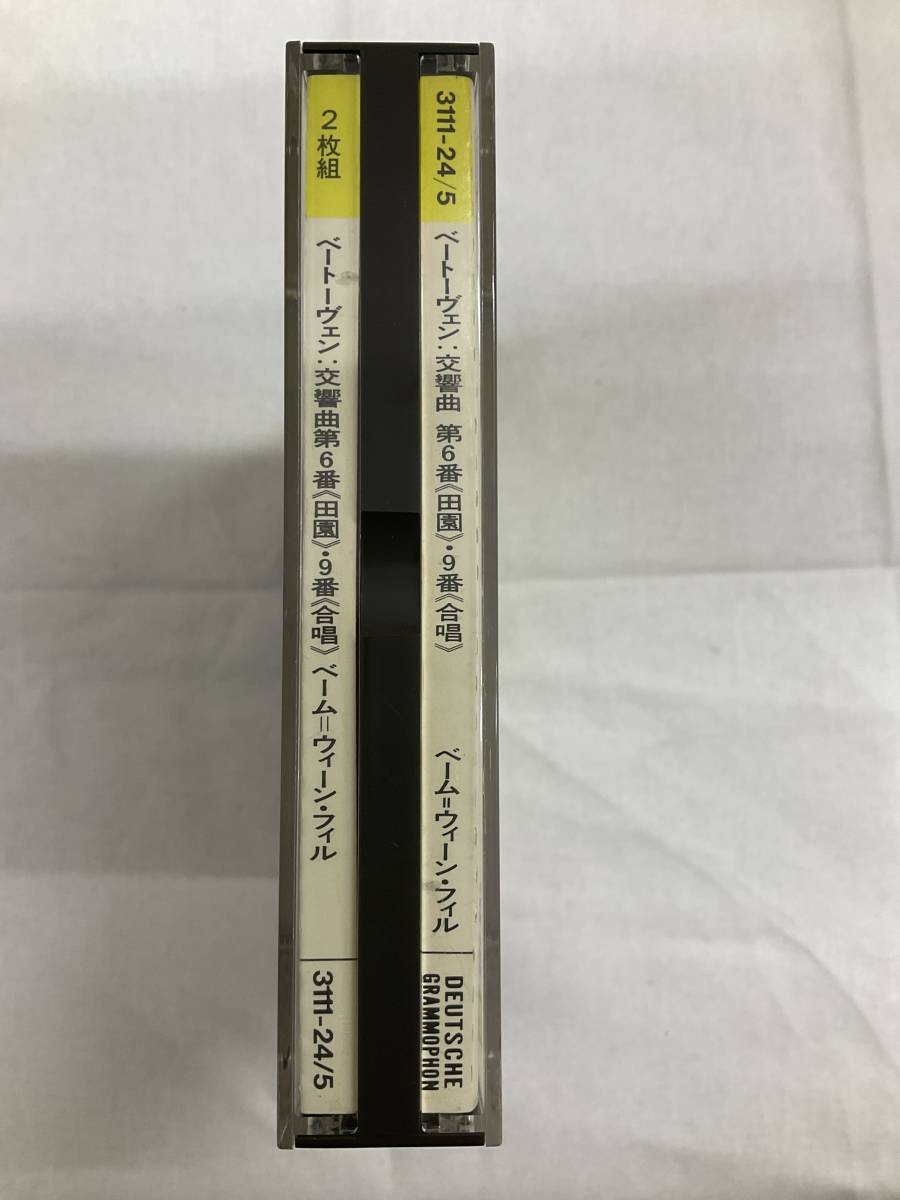 3111-24/5
ベートーヴェン:交響曲 第6番《田園》・9番《合唱》
ベーム=ウィーン・フィル
DEUTSCHE
GRAMMOPHON
2枚組
ベートーヴェン:交響曲第6番《田園》・9番《合唱》 ベーム=ウィーン・フィル
3111-24/5